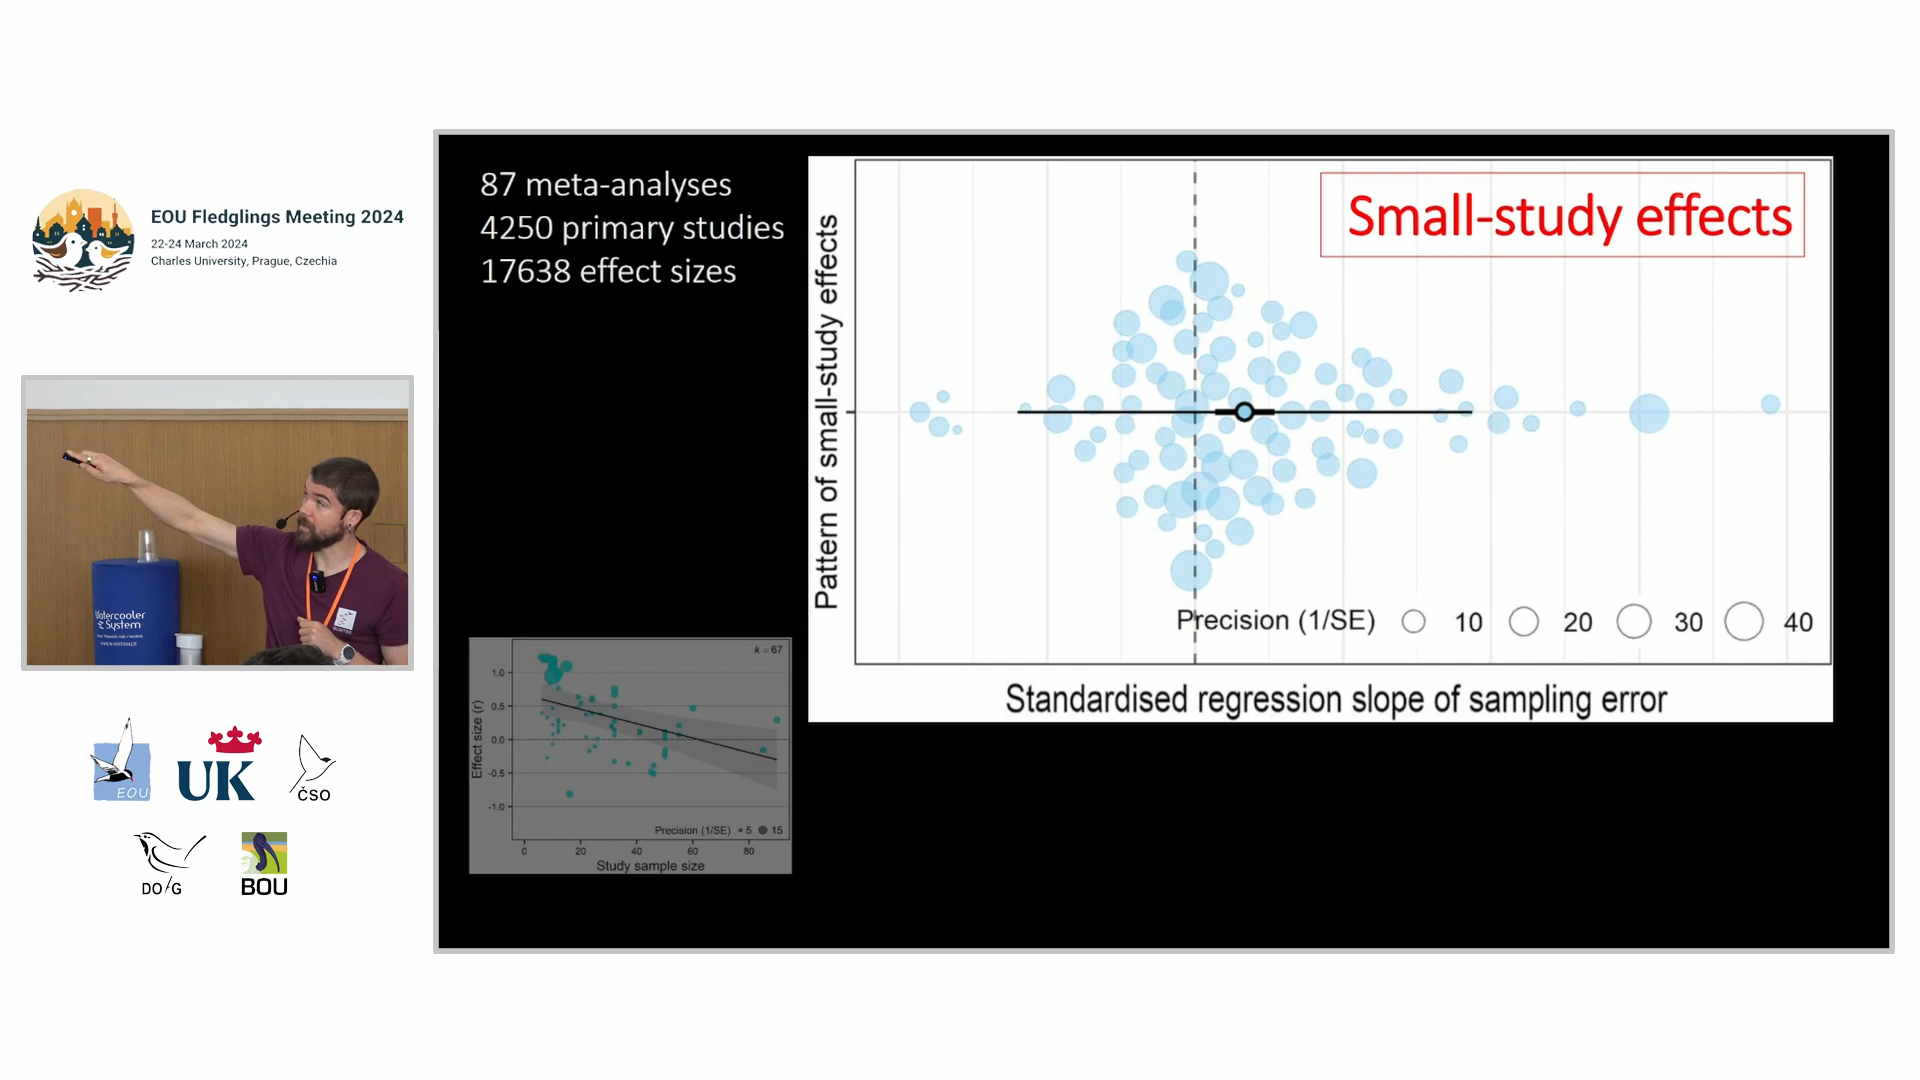 EOU Fledglings Meeting 2024
22-24 March 2024
Charles University, Prague, Czechia
Watercooler
System
EOU
UK
ČSO
DO/G
BOU
87 meta-analyses
4250 primary studies
17638 effect sizes
Small-study effects
Pattern of small-study effects
Precision (1/SE) 10 20 30 40
Standardised regression slope of sampling error
k = 67
Effect size (r)
1.0
0.5
0.0
-0.5
-1.0
Precision (1/SE) 5 15
0 20 40 60 80
Study sample size